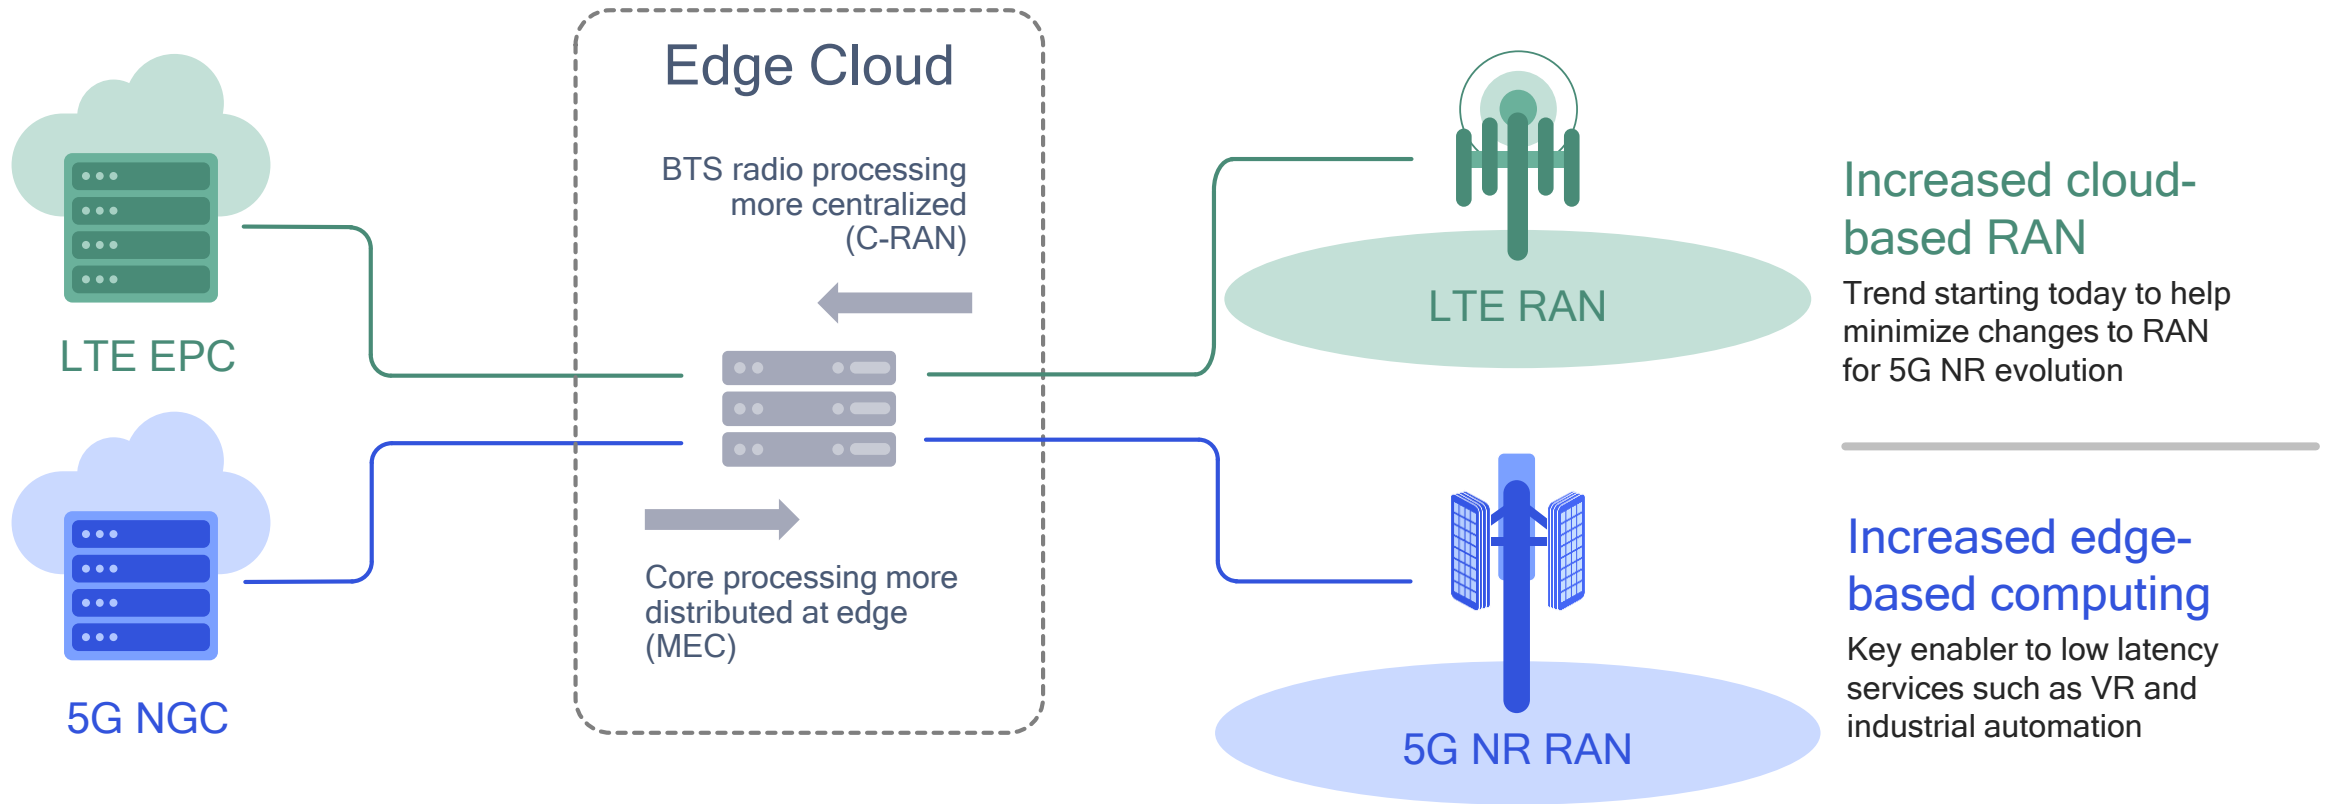 LTE EPC
5G NGC
Edge Cloud
BTS radio processing
more centralized
(C-RAN)
Core processing more
distributed at edge
(MEC)
LTE RAN
5G NR RAN
Increased cloud-
based RAN
Trend starting today to help
minimize changes to RAN
for 5G NR evolution
Increased edge-
based computing
Key enabler to low latency
services such as VR and
industrial automation